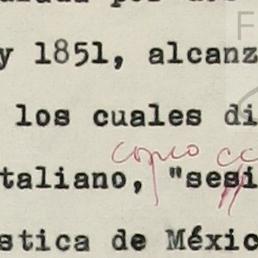 y 1851, alcanz
los cuales di
como
taliano, "sesi
stica de Méxic